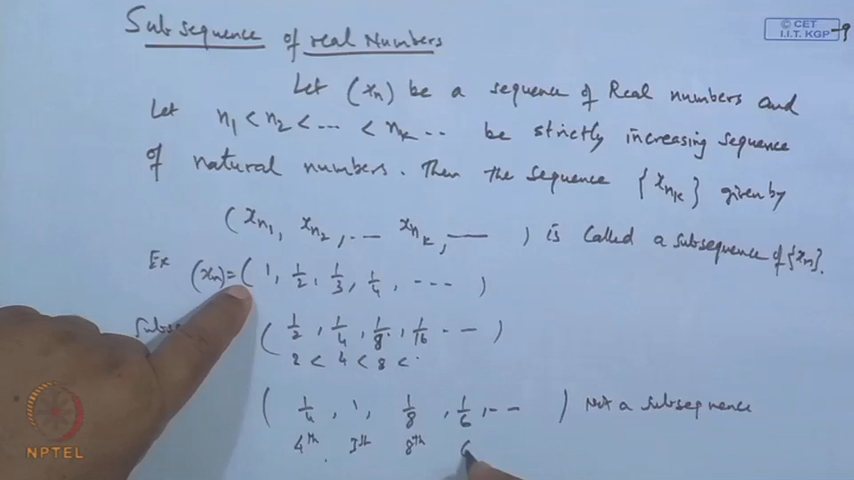 Subsequence of real Numbers
© CET
I.I.T. KGP
Let (xn) be a sequence of Real numbers and
Let n1 < n2 < ... < nK .. be strictly increasing sequence
of natural numbers. Then the sequence {xnK} given by
(xn1, xn2, .... xnK, —— ) is called a subsequence of {xn}.
Ex (xn) = ( 1, 1/2, 1/3, 1/4, .... )
( 1/2, 1/4, 1/8, 1/16 .. — )
2 < 4 < 8 < .
( 1/4, 1, 1/8, 1/6, .. — ) Not a subsequence
4th 1st 8th 6
NPTEL